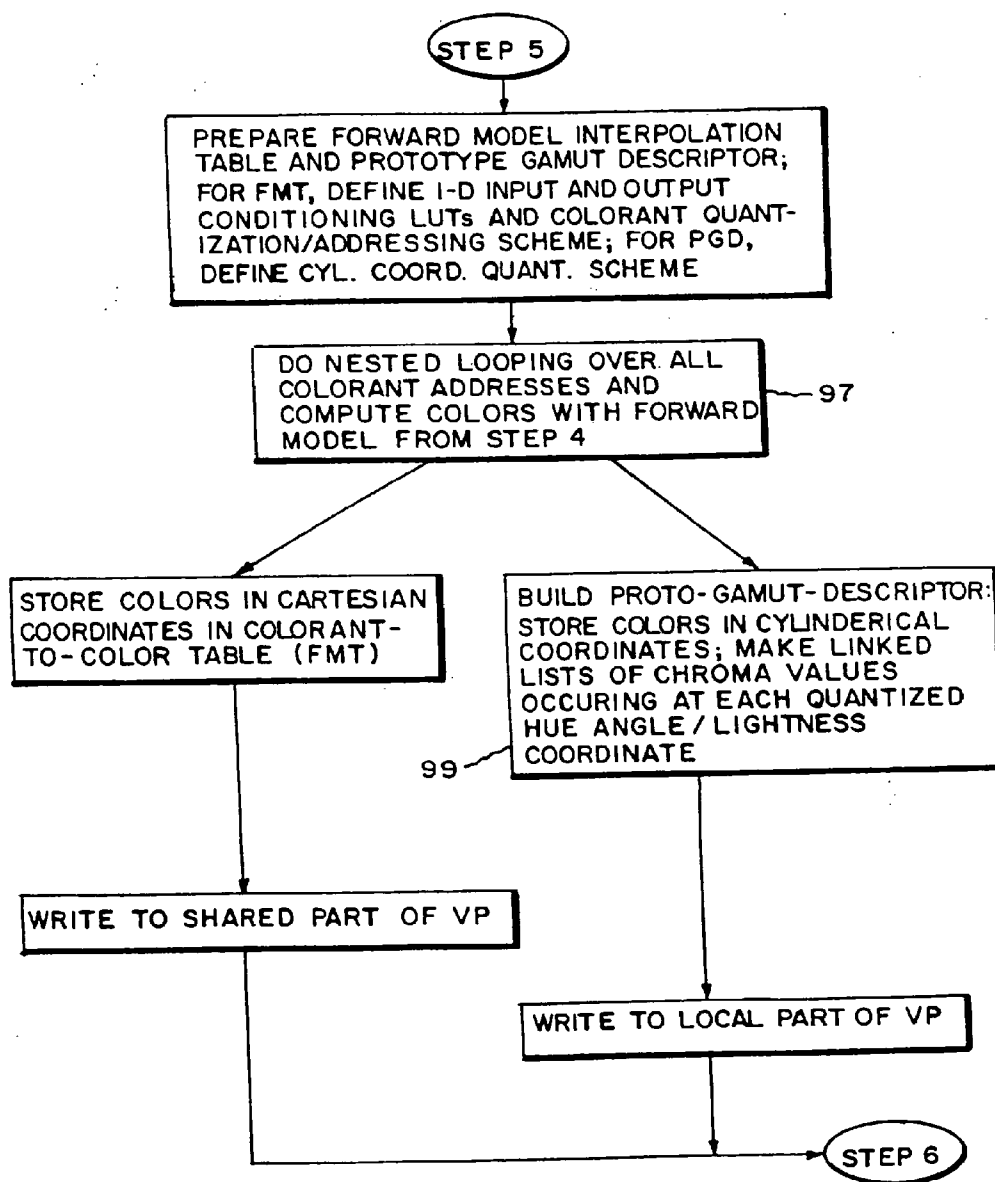 STEP 5
PREPARE FORWARD MODEL INTERPOLATION
TABLE AND PROTOTYPE GAMUT DESCRIPTOR;
FOR FMT, DEFINE I-D INPUT AND OUTPUT
CONDITIONING LUTs AND COLORANT QUANT-
IZATION/ADDRESSING SCHEME; FOR PGD,
DEFINE CYL. COORD. QUANT. SCHEME
DO NESTED LOOPING OVER ALL
COLORANT ADDRESSES AND
COMPUTE COLORS WITH FORWARD
MODEL FROM STEP 4
97
STORE COLORS IN CARTESIAN
COORDINATES IN COLORANT-
TO-COLOR TABLE (FMT)
BUILD PROTO-GAMUT-DESCRIPTOR:
STORE COLORS IN CYLINDERICAL
COORDINATES; MAKE LINKED
LISTS OF CHROMA VALUES
OCCURING AT EACH QUANTIZED
HUE ANGLE/LIGHTNESS
COORDINATE
99
WRITE TO SHARED PART OF VP
WRITE TO LOCAL PART OF VP
STEP 6